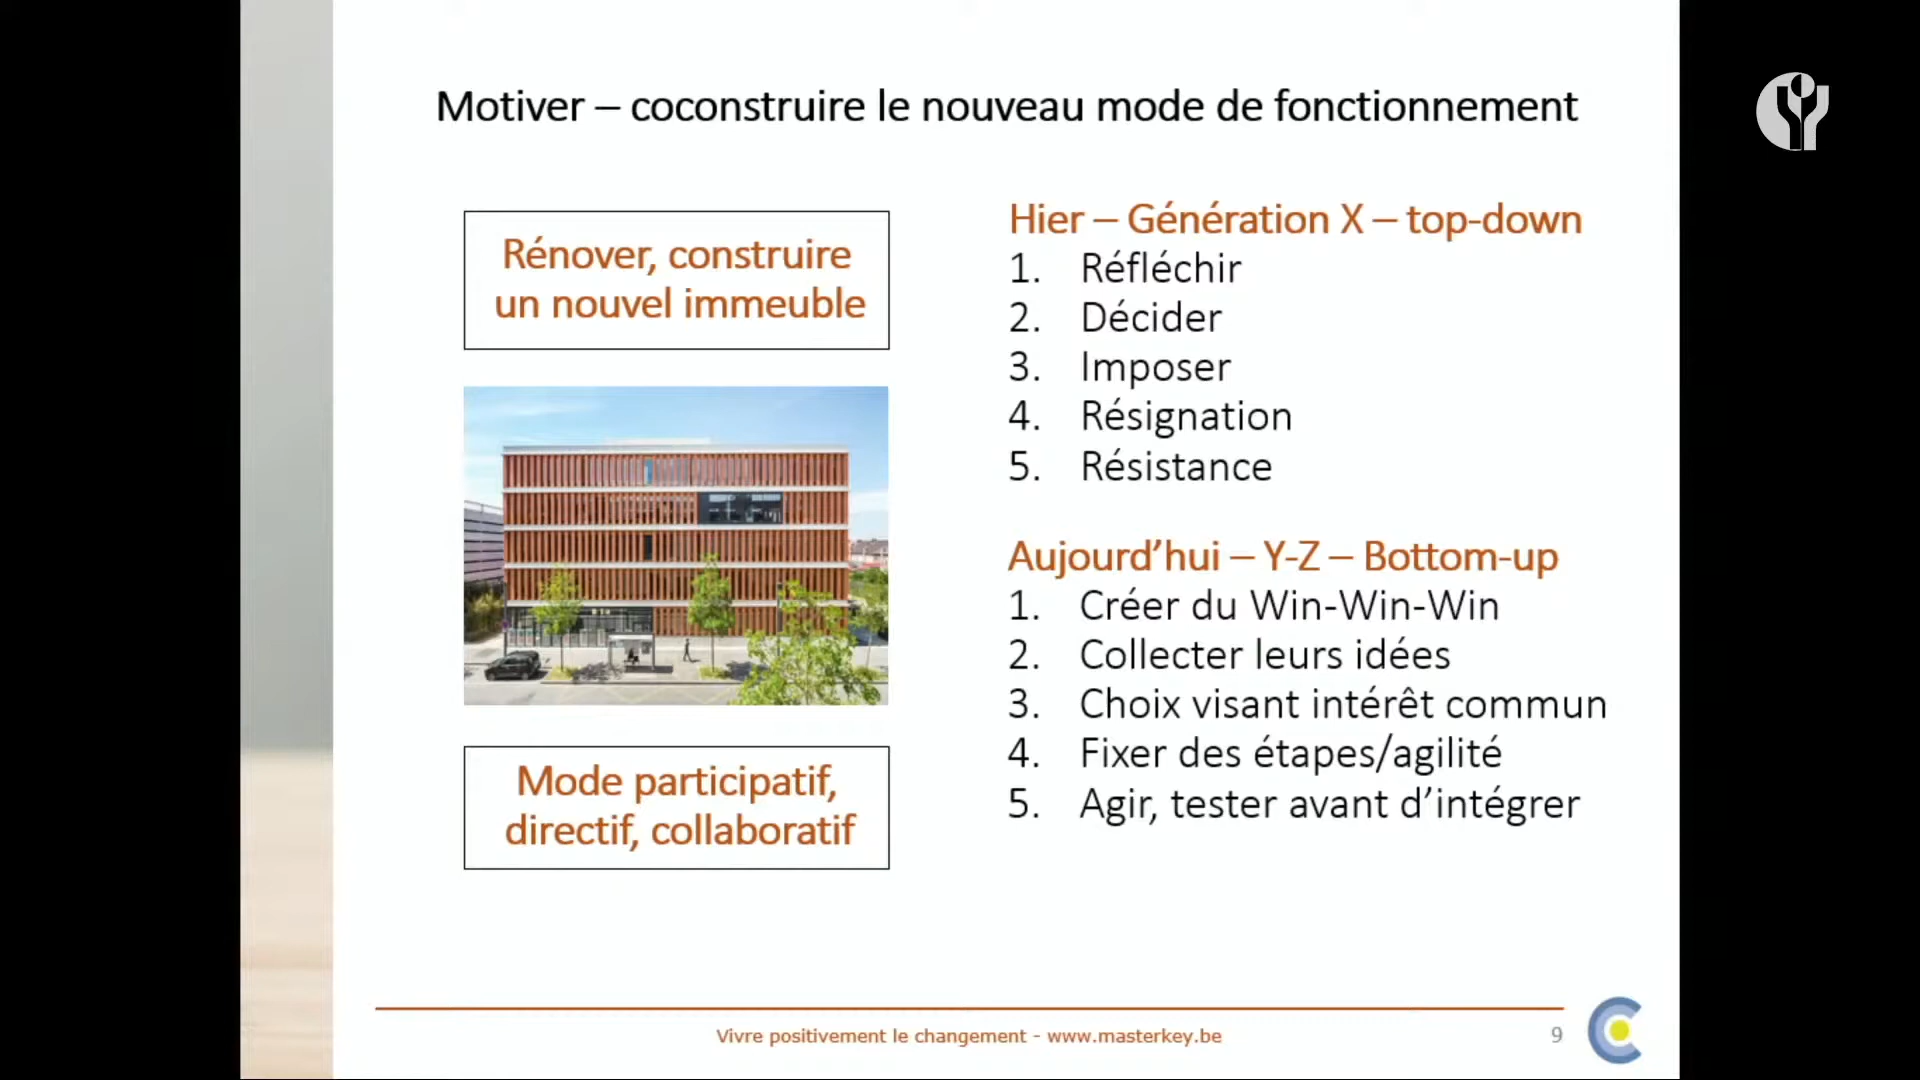 Motiver – coconstruire le nouveau mode de fonctionnement
Rénover, construire
un nouvel immeuble
Mode participatif,
directif, collaboratif
Hier – Génération X – top-down
1. Réfléchir
2. Décider
3. Imposer
4. Résignation
5. Résistance
Aujourd’hui – Y-Z – Bottom-up
1. Créer du Win-Win-Win
2. Collecter leurs idées
3. Choix visant intérêt commun
4. Fixer des étapes/agilité
5. Agir, tester avant d’intégrer
Vivre positivement le changement - www.masterkey.be
9